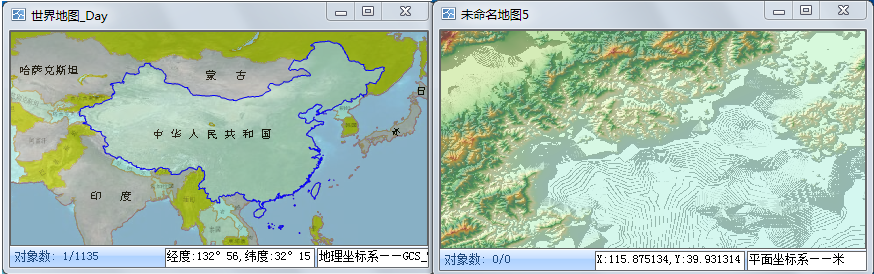 世界地图_Day
哈萨克斯坦
蒙 古
日
本
中华人民共和国
印 度
对象数: 1/1135
经度:132° 56,纬度:32° 15
地理坐标系--GCS_
未命名地图5
对象数: 0/0
X:115.875134,Y:39.931314
平面坐标系--米